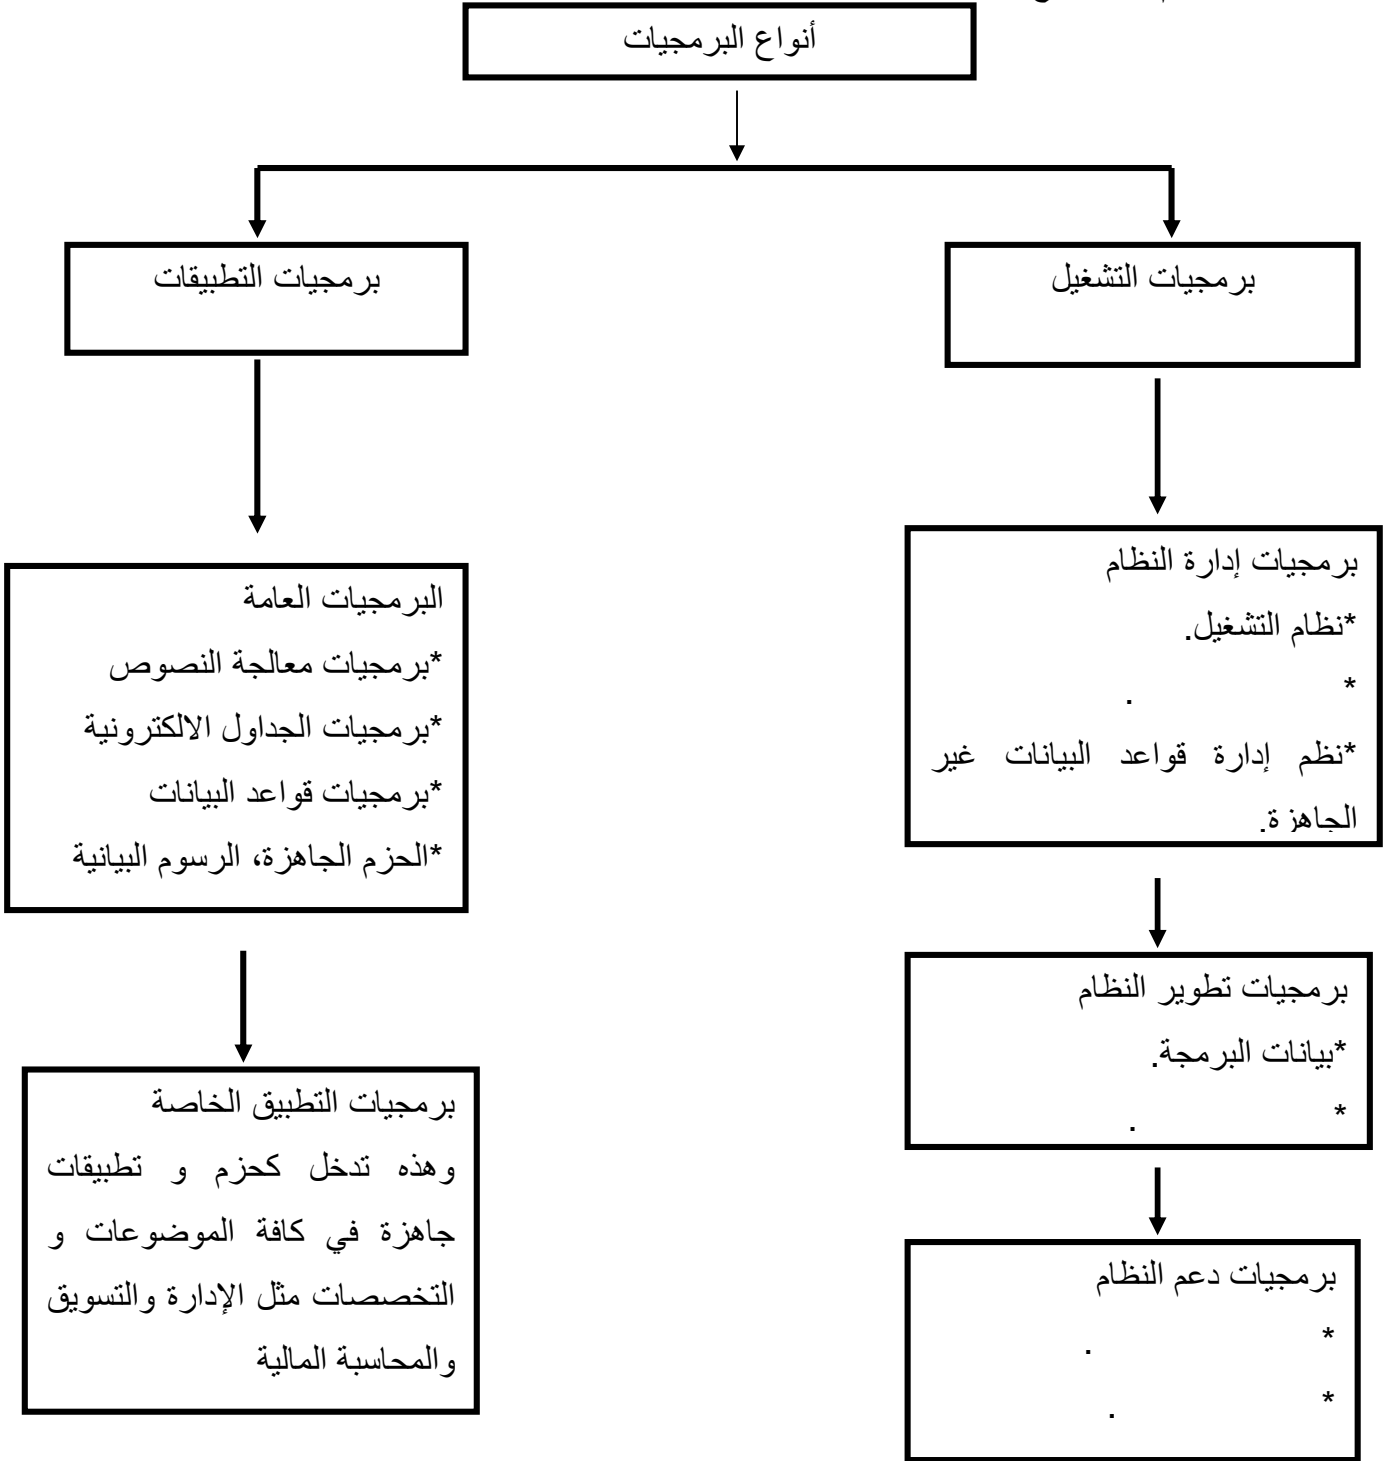 أنواع البرمجيات
برمجيات التشغيل
برمجيات التطبيقات
برمجيات إدارة النظام
*نظام التشغيل.
* .
*نظم إدارة قواعد البيانات غير
الجاهزة.
برمجيات تطوير النظام
*بيانات البرمجة.
* .
برمجيات دعم النظام
* .
* .
البرمجيات العامة
*برمجيات معالجة النصوص
*برمجيات الجداول الالكترونية
*برمجيات قواعد البيانات
*الحزم الجاهزة، الرسوم البيانية
برمجيات التطبيق الخاصة
وهذه تدخل كحزم و تطبيقات
جاهزة في كافة الموضوعات و
التخصصات مثل الإدارة والتسويق
والمحاسبة المالية